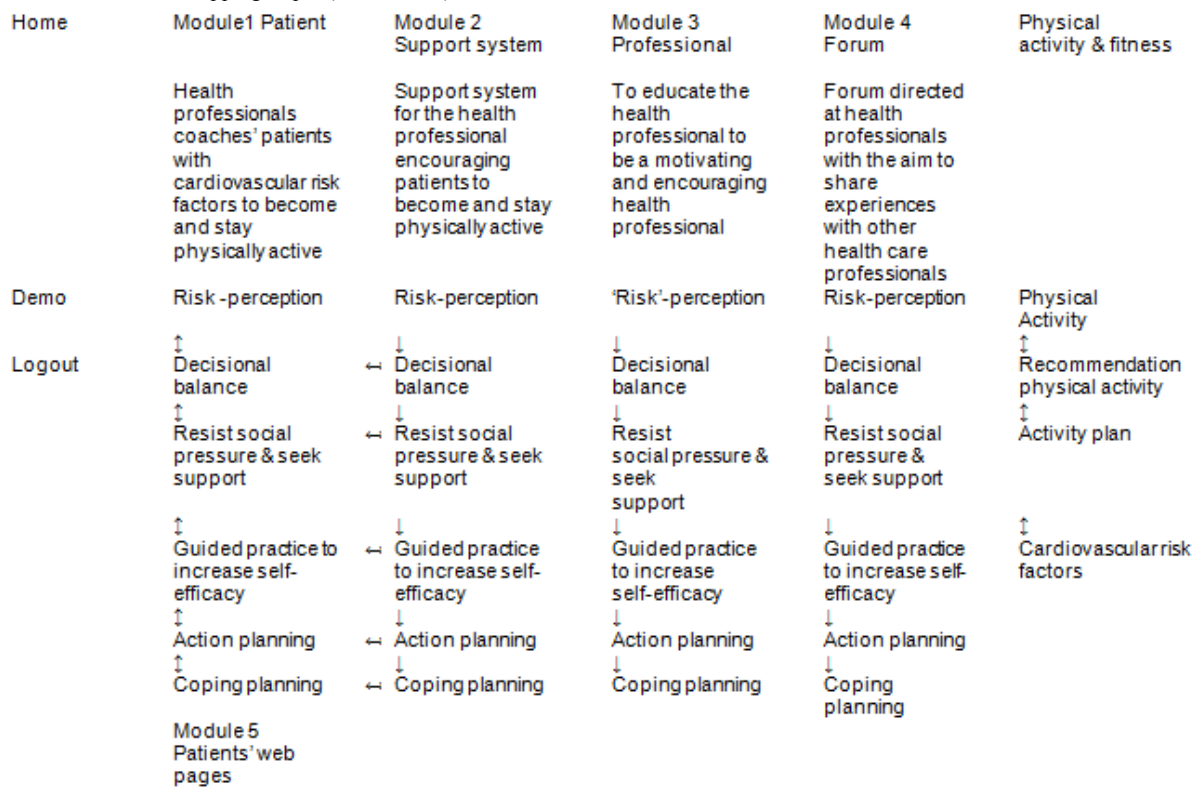 Home
Module1 Patient
Module 2
Support system
Module 3
Professional
Module 4
Forum
Physical
activity & fitness
Health
professionals
coaches' patients
with
cardiovascular risk
factors to become
and stay
physically active
Support system
for the health
professional
encouraging
patients to
become and stay
physically active
To educate the
health
professional to
be a motivating
and encouraging
health
professional
Forum directed
at health
professionals
with the aim to
share
experiences
with other
health care
professionals
Demo
Risk -perception
Risk-perception
‘Risk’-perception
Risk-perception
Physical
Activity
↕
↓
↓
↓
↕
Logout
Decisional
balance
↤ Decisional
balance
Decisional
balance
Decisional
balance
Recommendation
physical activity
↕
↓
↓
↓
↕
Resist social
pressure & seek
support
↤ Resist social
pressure & seek
support
Resist
social pressure &
seek
support
Resist social
pressure &
seek support
Activity plan
↕
↓
↓
↓
↕
Guided practice to
increase self-
efficacy
↤ Guided practice
to increase self-
efficacy
Guided practice
to increase
self-efficacy
Guided practice
to increase self-
efficacy
Cardiovascular risk
factors
↕
↓
↓
↓
Action planning
↤ Action planning
Action planning
Action planning
↕
↓
↓
↓
Coping planning
↤ Coping planning
Coping planning
Coping
planning
Module 5
Patients' web
pages